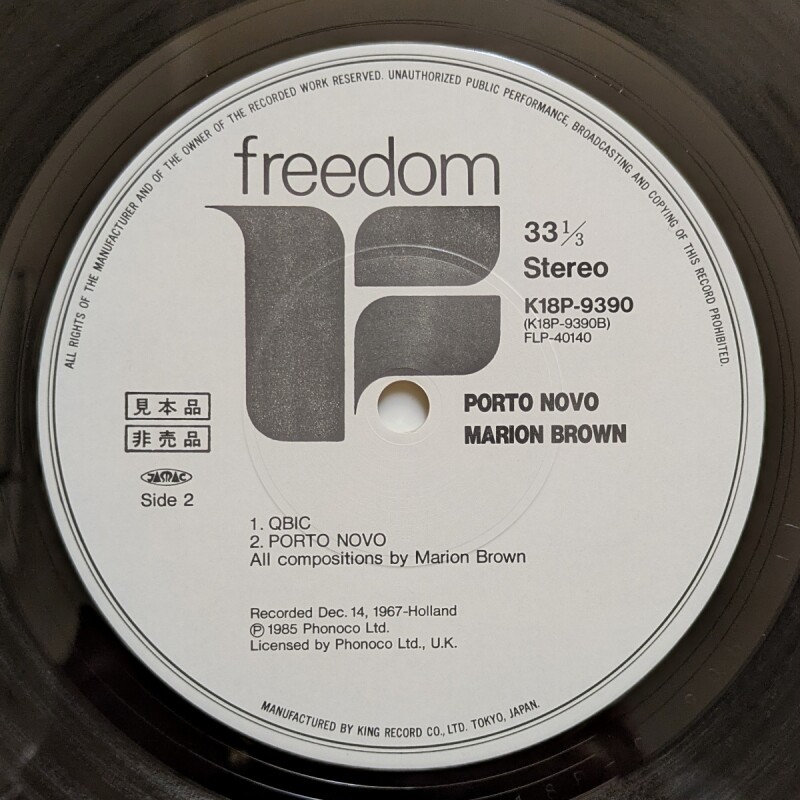 ALL RIGHTS OF THE MANUFACTURER AND OF THE OWNER OF THE RECORDED WORK RESERVED. UNAUTHORIZED PUBLIC PERFORMANCE, BROADCASTING AND COPYING OF THIS RECORD PROHIBITED.
freedom
33 1/3
Stereo
K18P-9390
(K18P-9390B)
FLP-40140
見本品
非売品
JASRAC
Side 2
PORTO NOVO
MARION BROWN
1. QBIC
2. PORTO NOVO
All compositions by Marion Brown
Recorded Dec. 14, 1967-Holland
Ⓟ 1985 Phonoco Ltd.
Licensed by Phonoco Ltd., U.K.
MANUFACTURED BY KING RECORD CO., LTD. TOKYO, JAPAN.